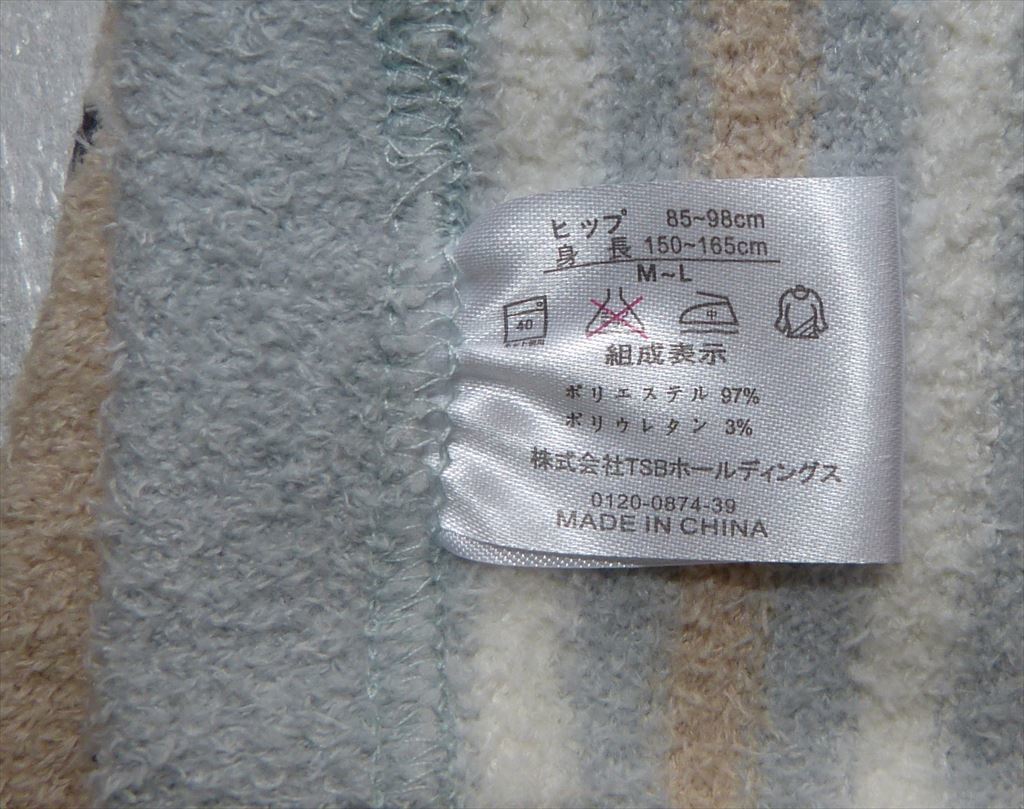 ヒップ 85~98cm
身長 150~165cm
M~L
40
中
組成表示
ポリエステル 97%
ポリウレタン 3%
株式会社TSBホールディングス
0120-0874-39
MADE IN CHINA